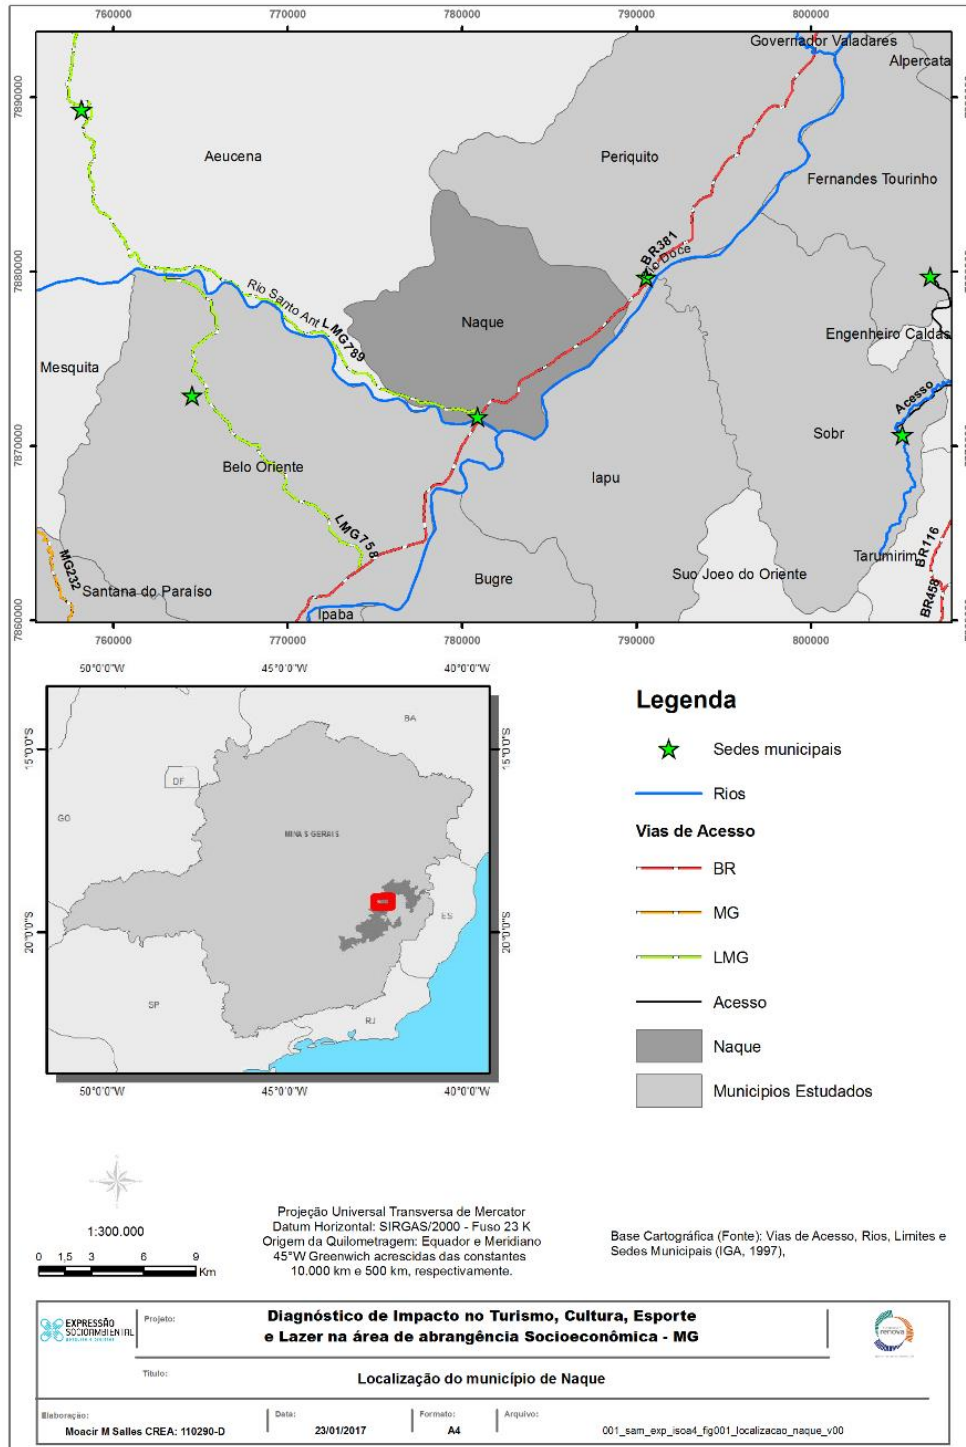 760000 770000 780000 790000 800000
Governador Valadares
Alpercata
7890000
Aeucena
Periquito
Fernandes Tourinho
BR381
Rio Doce
7880000
Rio Santo Ant
LMG789
Naque
Engenheiro Caldas
Mesquita
Acesso
Sobr
7870000
Belo Oriente
Iapu
LMG758
BR116
MG232
Suo Joeo do Oriente
Tarumirim
Bugre
Santana do Paraíso
BR458
Ipaba
7860000
760000 770000 780000 790000 800000
50°0'0"W 45°0'0"W 40°0'0"W
BA
15°0'0"S 15°0'0"S
DF
GO
MINAS GERAIS
ES
20°0'0"S 20°0'0"S
SP
RJ
50°0'0"W 45°0'0"W 40°0'0"W
Legenda
Sedes municipais
Rios
Vias de Acesso
BR
MG
LMG
Acesso
Naque
Municipios Estudados
1:300.000
0 1.5 3 6 9
Km
Projeção Universal Transversa de Mercator
Datum Horizontal: SIRGAS/2000 - Fuso 23 K
Origem da Quilometragem: Equador e Meridiano
45°W Greenwich acrescidas das constantes
10.000 km e 500 km, respectivamente.
Base Cartográfica (Fonte): Vias de Acesso, Rios, Limites e
Sedes Municipais (IGA, 1997),
EXPRESSÃO
SOCIOAMBIENTAL
Projeto:
Diagnóstico de Impacto no Turismo, Cultura, Esporte
e Lazer na área de abrangência Socioeconômica - MG
renova
Título:
Localização do município de Naque
Elaboração:
Moacir M Salles CREA: 110290-D
Data:
23/01/2017
Formato:
A4
Arquivo:
001_sam_exp_isoa4_fig001_localizacao_naque_v00